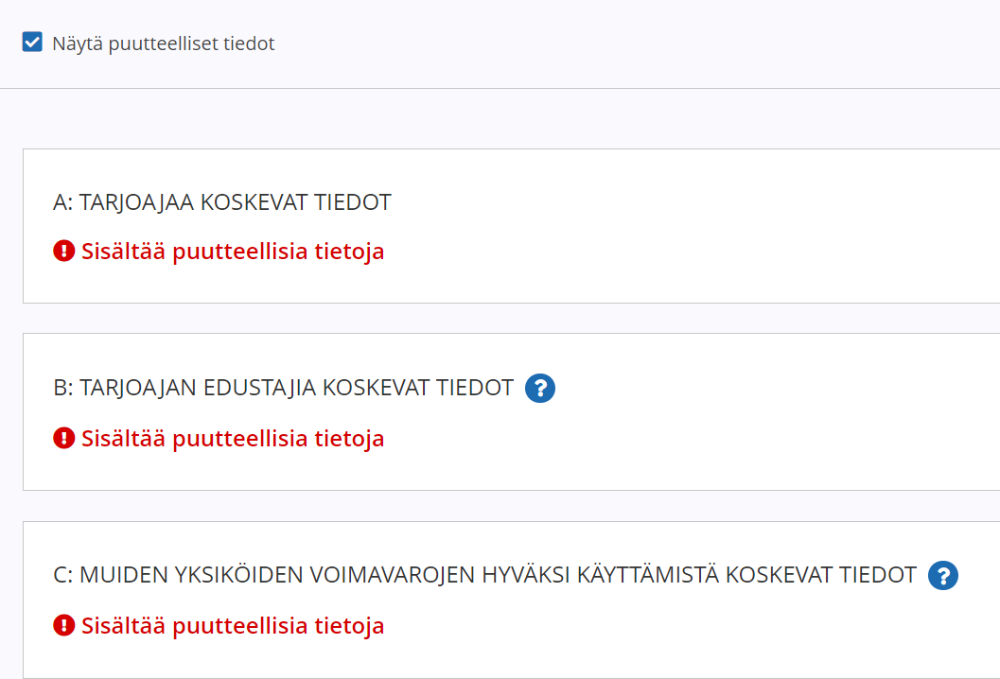 Näytä puutteelliset tiedot
A: TARJOAJAA KOSKEVAT TIEDOT
Sisältää puutteellisia tietoja
B: TARJOAJAN EDUSTAJIA KOSKEVAT TIEDOT ?
Sisältää puutteellisia tietoja
C: MUIDEN YKSIKÖIDEN VOIMAVAROJEN HYVÄKSI KÄYTTÄMISTÄ KOSKEVAT TIEDOT ?
Sisältää puutteellisia tietoja